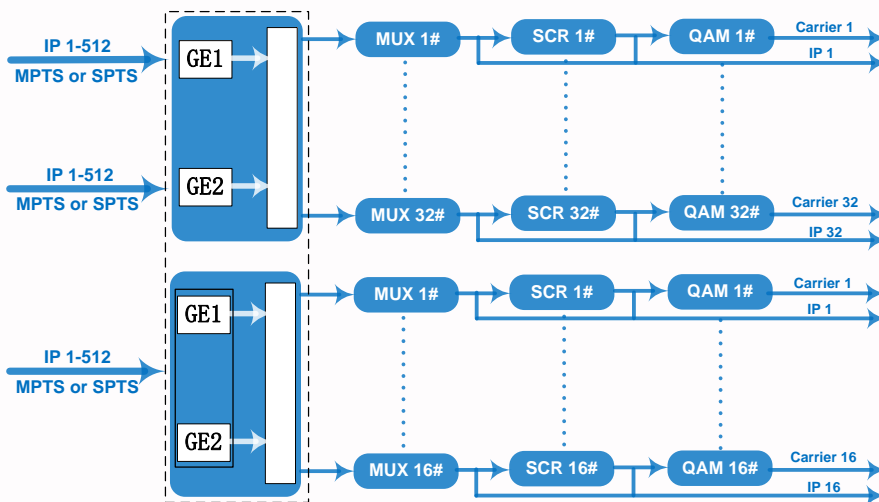 IP 1-512
MPTS or SPTS
GE1
MUX 1#
SCR 1#
QAM 1#
Carrier 1
IP 1
IP 1-512
MPTS or SPTS
GE2
MUX 32#
SCR 32#
QAM 32#
Carrier 32
IP 32
IP 1-512
MPTS or SPTS
GE1
MUX 1#
SCR 1#
QAM 1#
Carrier 1
IP 1
GE2
MUX 16#
SCR 16#
QAM 16#
Carrier 16
IP 16